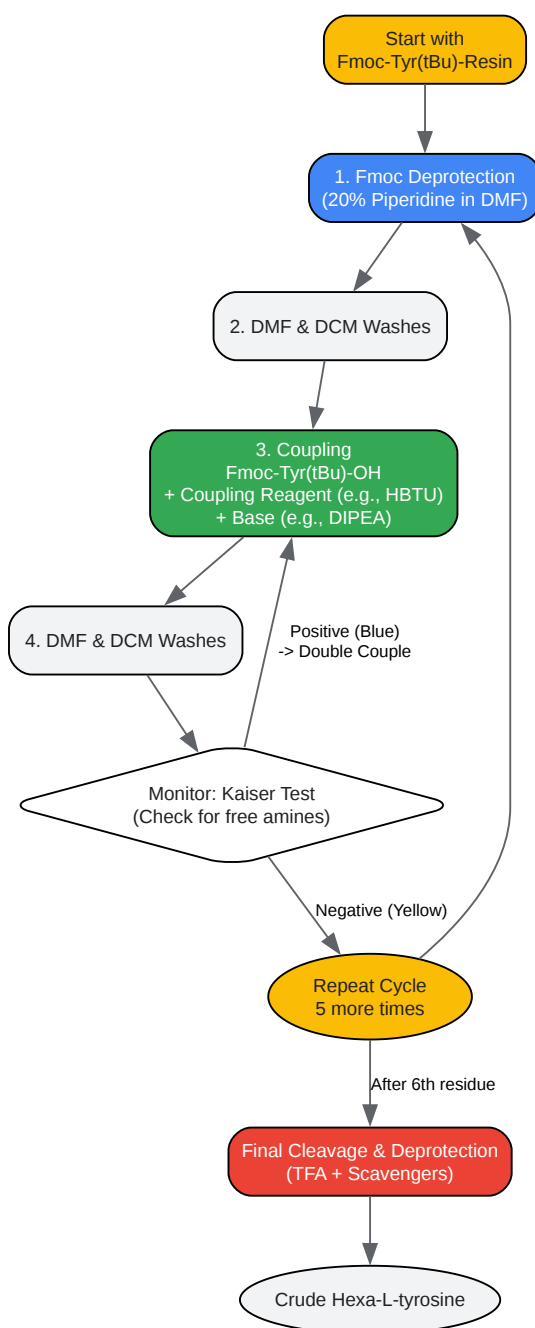 Start with
Fmoc-Tyr(tBu)-Resin
1. Fmoc Deprotection
(20% Piperidine in DMF)
2. DMF & DCM Washes
3. Coupling
Fmoc-Tyr(tBu)-OH
+ Coupling Reagent (e.g., HBTU)
+ Base (e.g., DIPEA)
4. DMF & DCM Washes
Positive (Blue)
-> Double Couple
Monitor: Kaiser Test
(Check for free amines)
Negative (Yellow)
Repeat Cycle
5 more times
After 6th residue
Final Cleavage & Deprotection
(TFA + Scavengers)
Crude Hexa-L-tyrosine